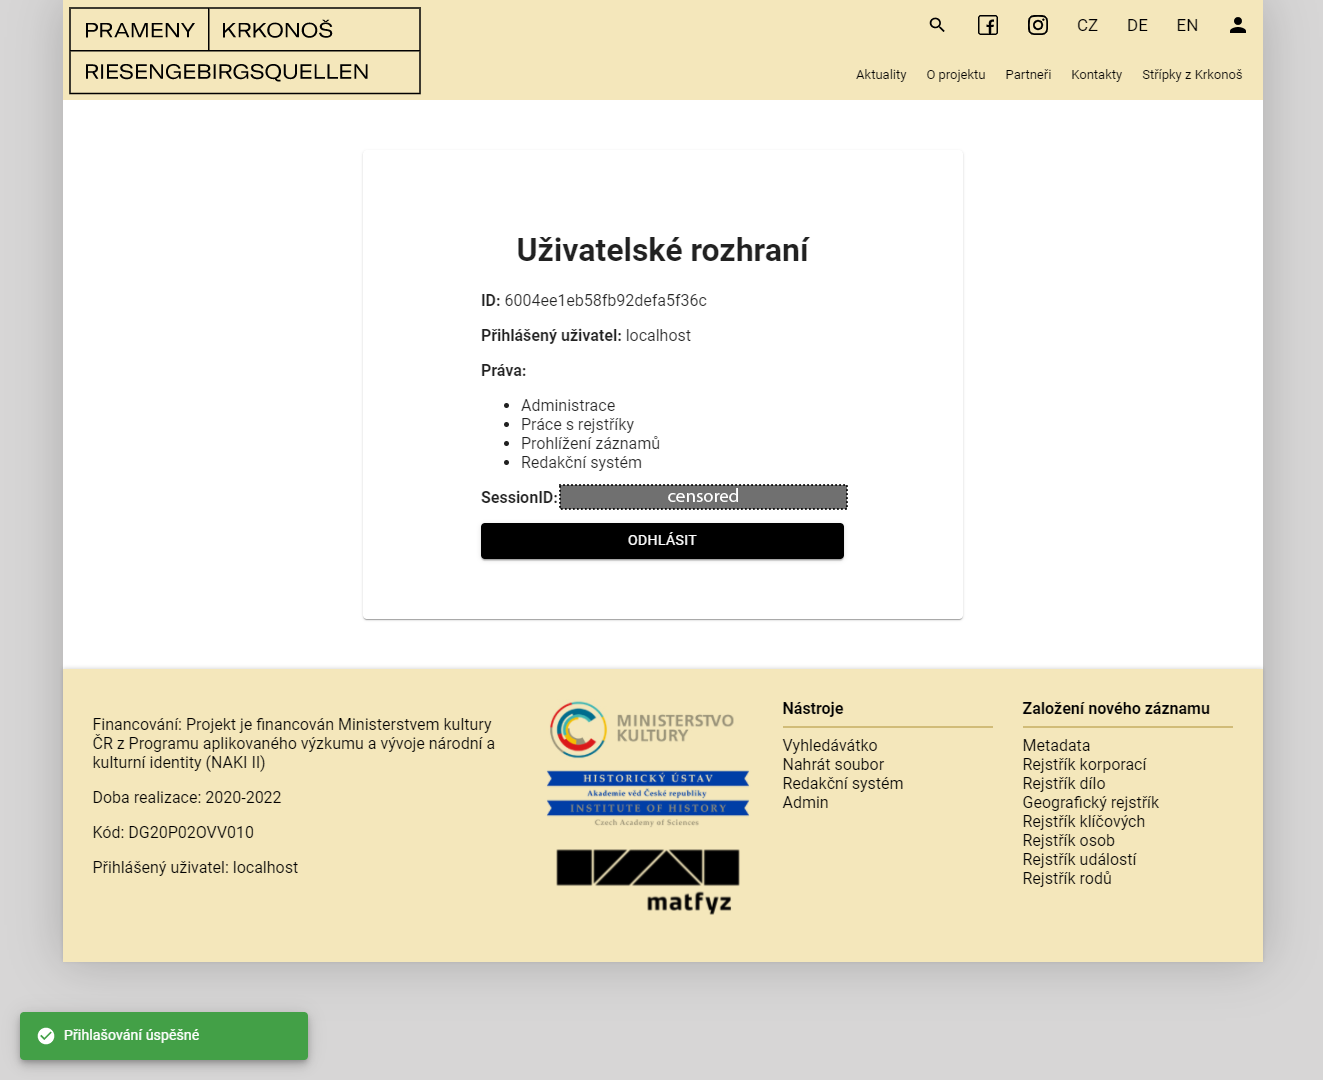 PRAMENY KRKONOŠ
RIESENGEBIRGSQUELLEN
CZ DE EN
Aktuality O projektu Partneři Kontakty Střípky z Krkonoš
Uživatelské rozhraní
ID: 6004ee1eb58fb92defa5f36c
Přihlášený uživatel: localhost
Práva:
Administrace
Práce s rejstříky
Prohlížení záznamů
Redakční systém
SessionID: censored
ODHLÁSIT
Financování: Projekt je financován Ministerstvem kultury
ČR z Programu aplikovaného výzkumu a vývoje národní a
kulturní identity (NAKI II)
Doba realizace: 2020-2022
Kód: DG20P02OVV010
Přihlášený uživatel: localhost
MINISTERSTVO
KULTURY
HISTORICKÝ ÚSTAV
Akademie věd České republiky
INSTITUTE OF HISTORY
Czech Academy of Sciences
matfyz
Nástroje
Vyhledávátko
Nahrát soubor
Redakční systém
Admin
Založení nového záznamu
Metadata
Rejstřík korporací
Rejstřík dílo
Geografický rejstřík
Rejstřík klíčových
Rejstřík osob
Rejstřík událostí
Rejstřík rodů
Přihlašování úspěšné